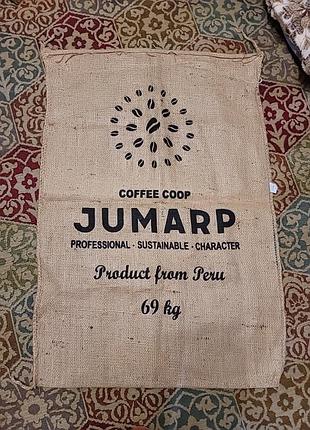 COFFEE COOP
JUMARP
PROFESSIONAL · SUSTAINABLE · CHARACTER
Product from Peru
69 kg